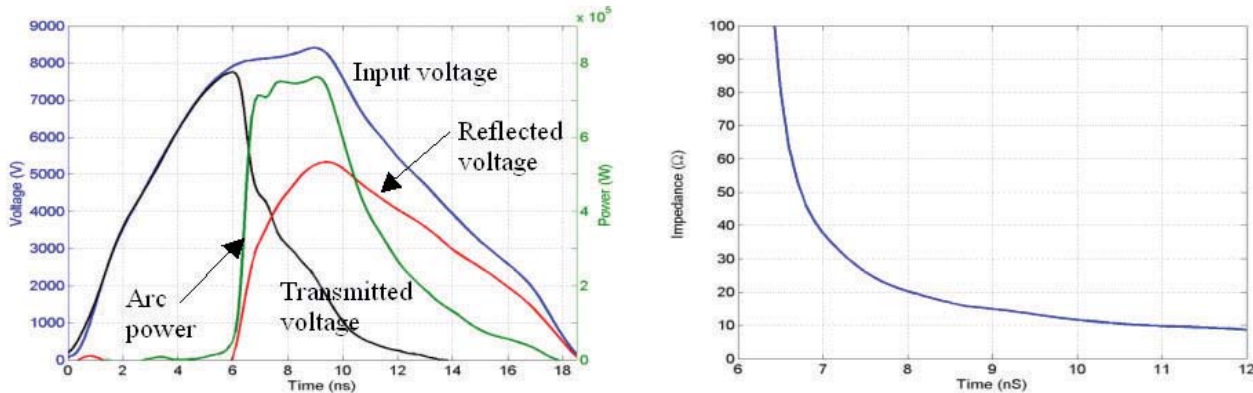 x 10⁵
9000
8000
7000
6000
5000
4000
3000
2000
1000
0
Voltage (V)
Input voltage
Reflected
voltage
Arc
power
Transmitted
voltage
8
6
4
2
0
Power (W)
0 2 4 6 8 10 12 14 16 18
Time (ns)
100
90
80
70
60
50
40
30
20
10
0
Impedance (Ω)
6 7 8 9 10 11 12
Time (nS)